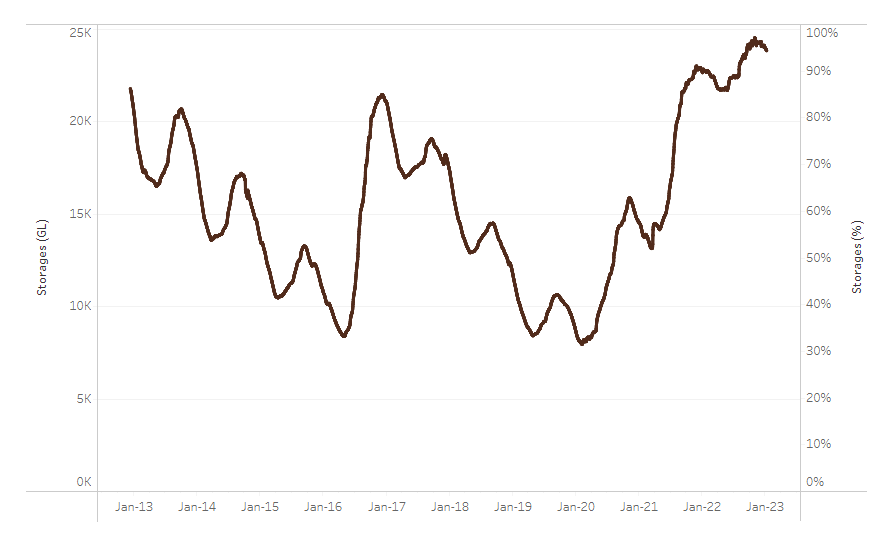 25K
20K
15K
10K
5K
0K
Storages (GL)
100%
90%
80%
70%
60%
50%
40%
30%
20%
10%
0%
Storages (%)
Jan-13 Jan-14 Jan-15 Jan-16 Jan-17 Jan-18 Jan-19 Jan-20 Jan-21 Jan-22 Jan-23